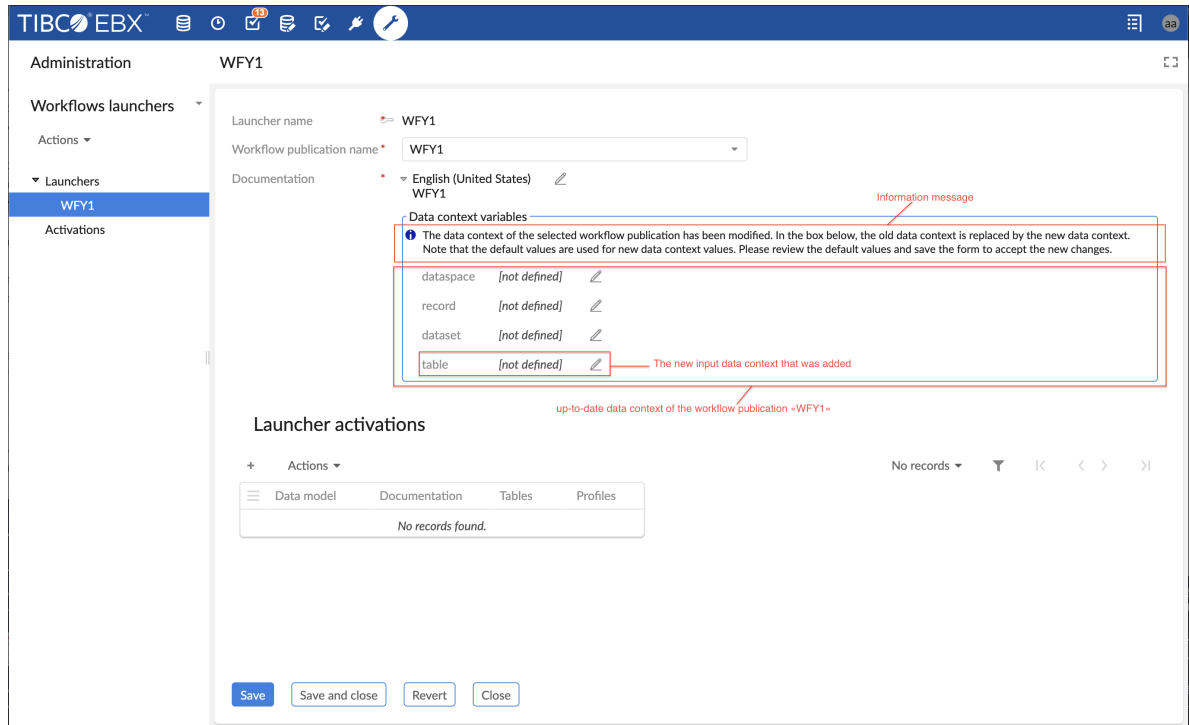 TIBCO EBX™
13
aa
Administration
WFY1
Workflows launchers
Actions
Launchers
WFY1
Activations
Launcher name
WFY1
Workflow publication name*
WFY1
Documentation
*
English (United States)
WFY1
Information message
Data context variables
The data context of the selected workflow publication has been modified. In the box below, the old data context is replaced by the new data context.
Note that the default values are used for new data context values. Please review the default values and save the form to accept the new changes.
dataspace [not defined]
record [not defined]
dataset [not defined]
table [not defined]
The new input data context that was added
up-to-date data context of the workflow publication «WFY1»
Launcher activations
+ Actions
No records
Data model Documentation Tables Profiles
No records found.
Save Save and close Revert Close